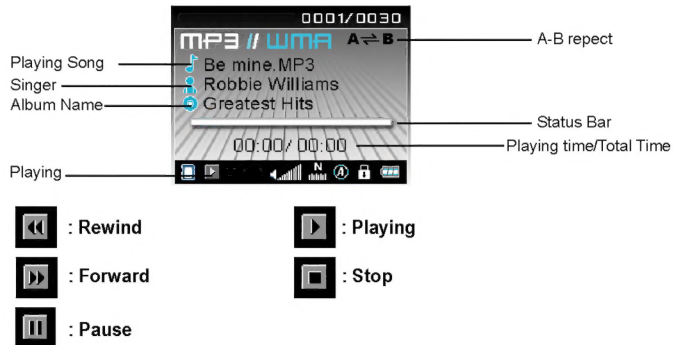 0001/0030
MP3 // WMA A⇌B
A-B repect
Playing Song
Be mine.MP3
Singer
Robbie Williams
Album Name
Greatest Hits
Status Bar
00:00/00:00
Playing time/Total Time
Playing
N
A
: Rewind
: Playing
: Forward
: Stop
: Pause